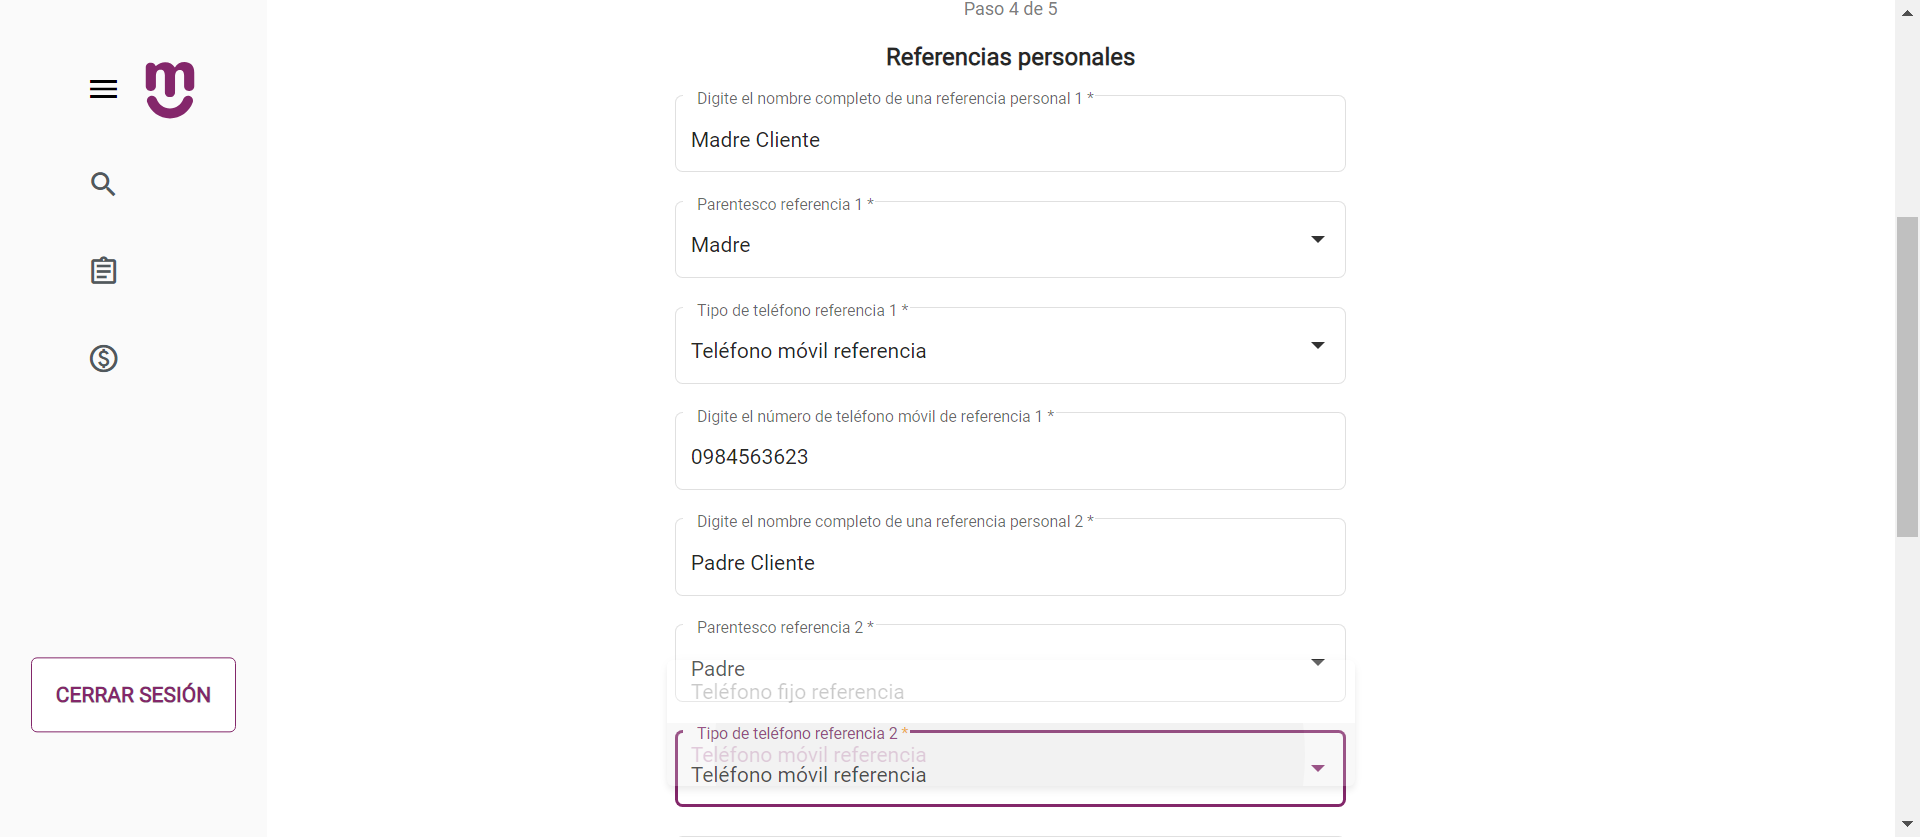 Paso 4 de 5
Referencias personales
Digite el nombre completo de una referencia personal 1 *
Madre Cliente
Parentesco referencia 1 *
Madre
Tipo de teléfono referencia 1 *
Teléfono móvil referencia
Digite el número de teléfono móvil de referencia 1 *
0984563623
Digite el nombre completo de una referencia personal 2 *
Padre Cliente
Parentesco referencia 2 *
Padre
Teléfono fijo referencia
Tipo de teléfono referencia 2 *
Teléfono móvil referencia
Teléfono móvil referencia
CERRAR SESIÓN